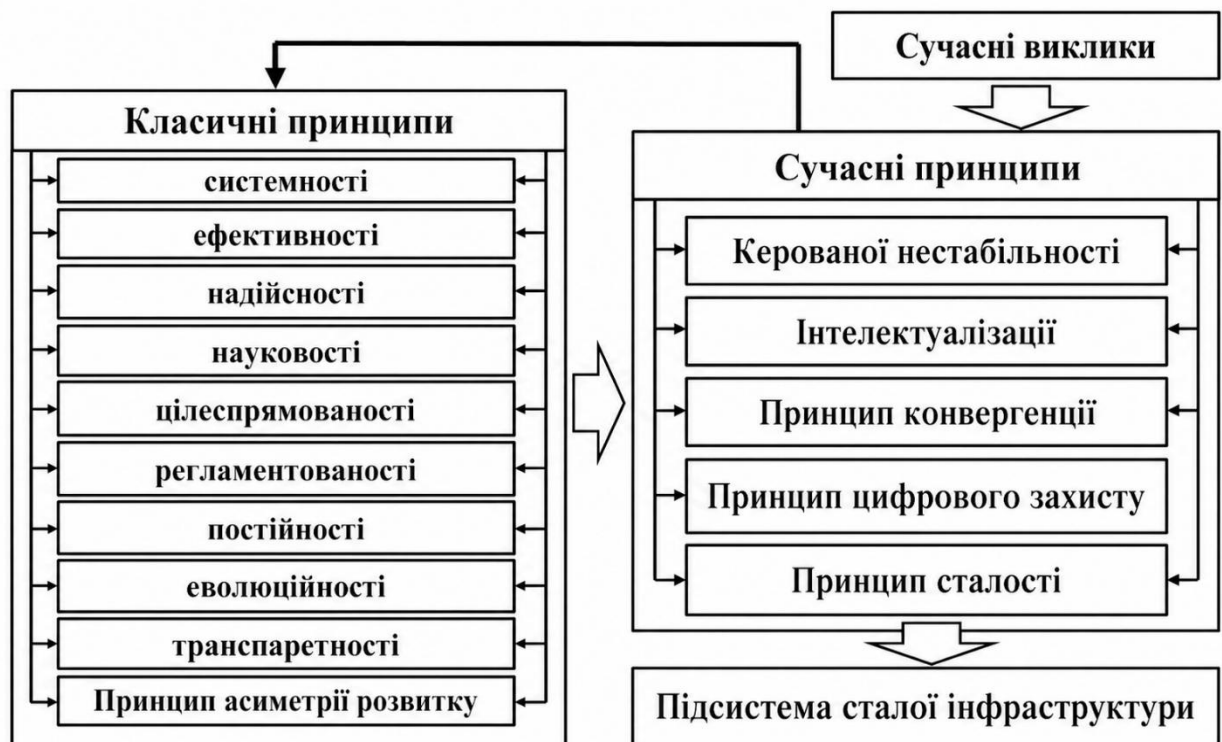 Сучасні виклики
Класичні принципи
системності
ефективності
надійсності
науковості
цілеспрямованості
регламентованості
постійності
еволюційності
транспаретності
Принцип асиметрії розвитку
Сучасні принципи
Керованої нестабільності
Інтелектуалізації
Принцип конвергенції
Принцип цифрового захисту
Принцип сталості
Підсистема сталої інфраструктури